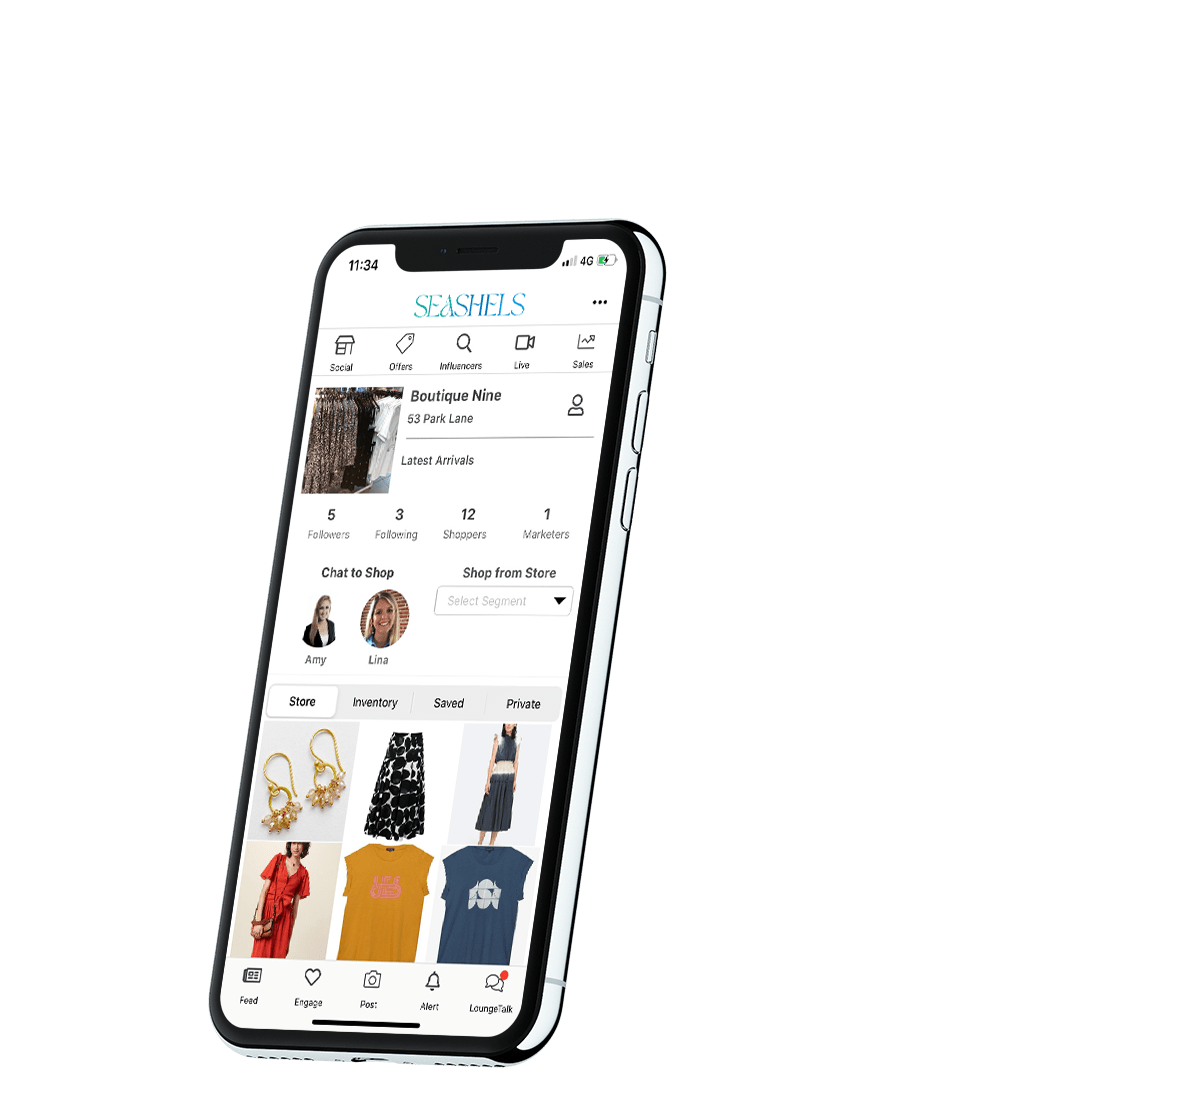 11:34
4G
SEASHELS
Social
Offers
Influencers
Live
Sales
Boutique Nine
53 Park Lane
Latest Arrivals
5
3
12
1
Followers
Following
Shoppers
Marketers
Chat to Shop
Shop from Store
Select Segment
Amy
Lina
Store
Inventory
Saved
Private
Feed
Engage
Post
Alert
LoungeTalk